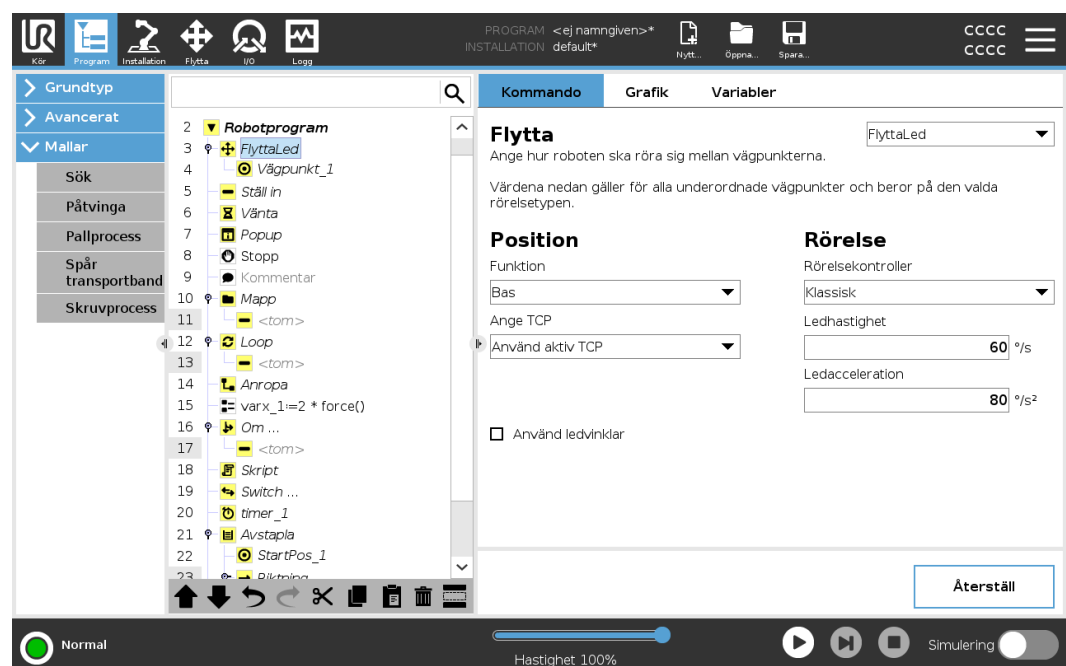 PROGRAM <ej namngiven>*
INSTALLATION default*
CCCC
CCCC
Kör
Program
Installation
Flytta
I/O
Logg
Nytt...
Öppna...
Spara...
Grundtyp
Avancerat
Mallar
Sök
Påtvinga
Pallprocess
Spår
transportband
Skruvprocess
2 Robotprogram
3 FlyttaLed
4 Vägpunkt_1
5 Ställ in
6 Vänta
7 Popup
8 Stopp
9 Kommentar
10 Mapp
11 <tom>
12 Loop
13 <tom>
14 Anropa
15 varx_1:=2 * force()
16 Om ...
17 <tom>
18 Skript
19 Switch ...
20 timer_1
21 Avstapla
22 StartPos_1
23 Riktning
Kommando
Grafik
Variabler
Flytta
FlyttaLed
Ange hur roboten ska röra sig mellan vägpunkterna.
Värdena nedan gäller för alla underordnade vägpunkter och beror på den valda
rörelsetypen.
Position
Rörelse
Funktion
Rörelsekontroller
Bas
Klassisk
Ange TCP
Ledhastighet
Använd aktiv TCP
60 °/s
Ledacceleration
80 °/s²
Använd ledvinklar
Återställ
Normal
Hastighet 100%
Simulering